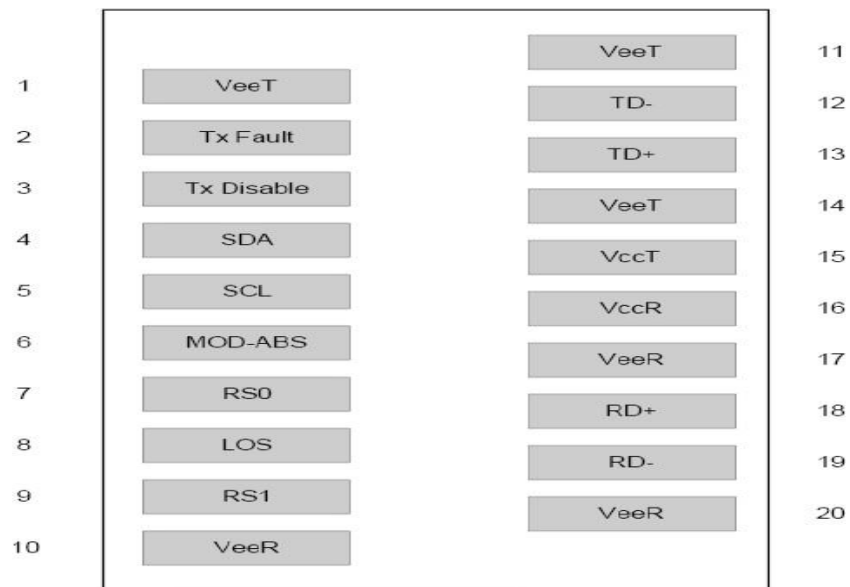 VeeT 11
1 VeeT
TD- 12
2 Tx Fault
TD+ 13
3 Tx Disable
VeeT 14
4 SDA
VccT 15
5 SCL
VccR 16
6 MOD-ABS
VeeR 17
7 RS0
RD+ 18
8 LOS
RD- 19
9 RS1
VeeR 20
10 VeeR